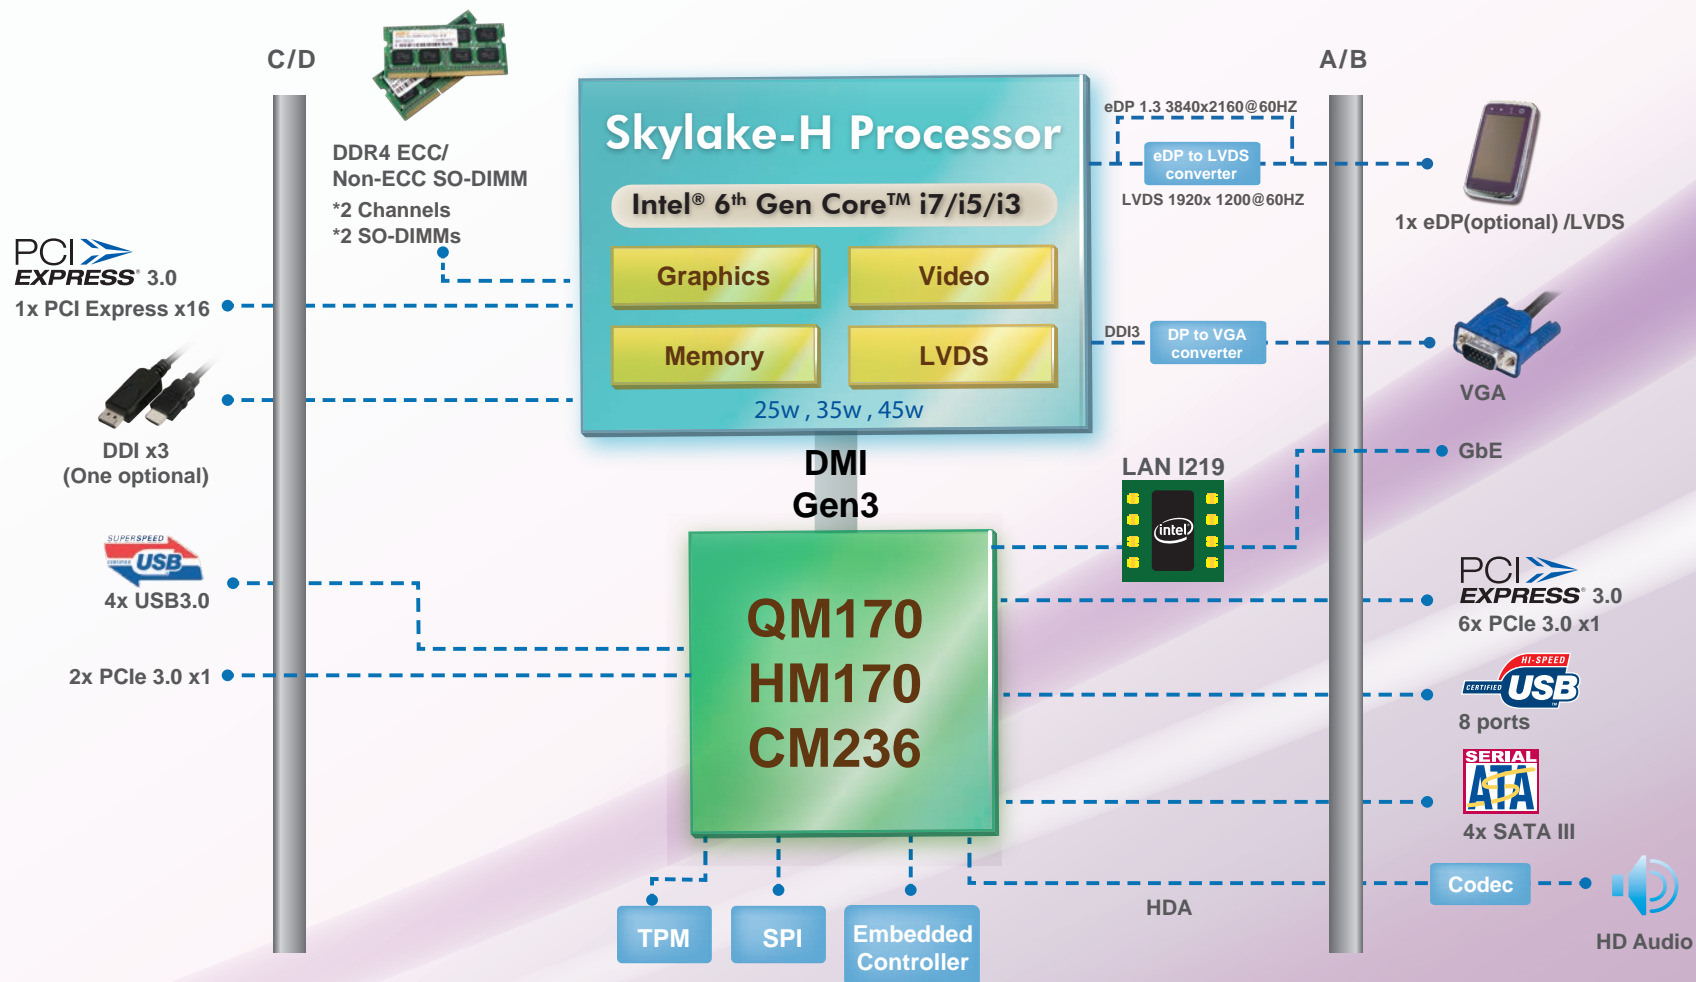 C/D
A/B
DDR4 ECC/
Non-ECC SO-DIMM
*2 Channels
*2 SO-DIMMs
PCI
EXPRESS® 3.0
1x PCI Express x16
DDI x3
(One optional)
SUPERSPEED
CERTIFIED USB
4x USB3.0
2x PCIe 3.0 x1
Skylake-H Processor
Intel® 6th Gen Core™ i7/i5/i3
Graphics
Video
Memory
LVDS
25w , 35w , 45w
DMI
Gen3
QM170
HM170
CM236
TPM
SPI
Embedded
Controller
eDP 1.3 3840x2160@60HZ
eDP to LVDS
converter
LVDS 1920x 1200@60HZ
1x eDP(optional) /LVDS
DDI3
DP to VGA
converter
VGA
LAN I219
intel
GbE
PCI
EXPRESS® 3.0
6x PCIe 3.0 x1
HI-SPEED
CERTIFIED USB
8 ports
SERIAL
ATA
4x SATA III
HDA
Codec
HD Audio